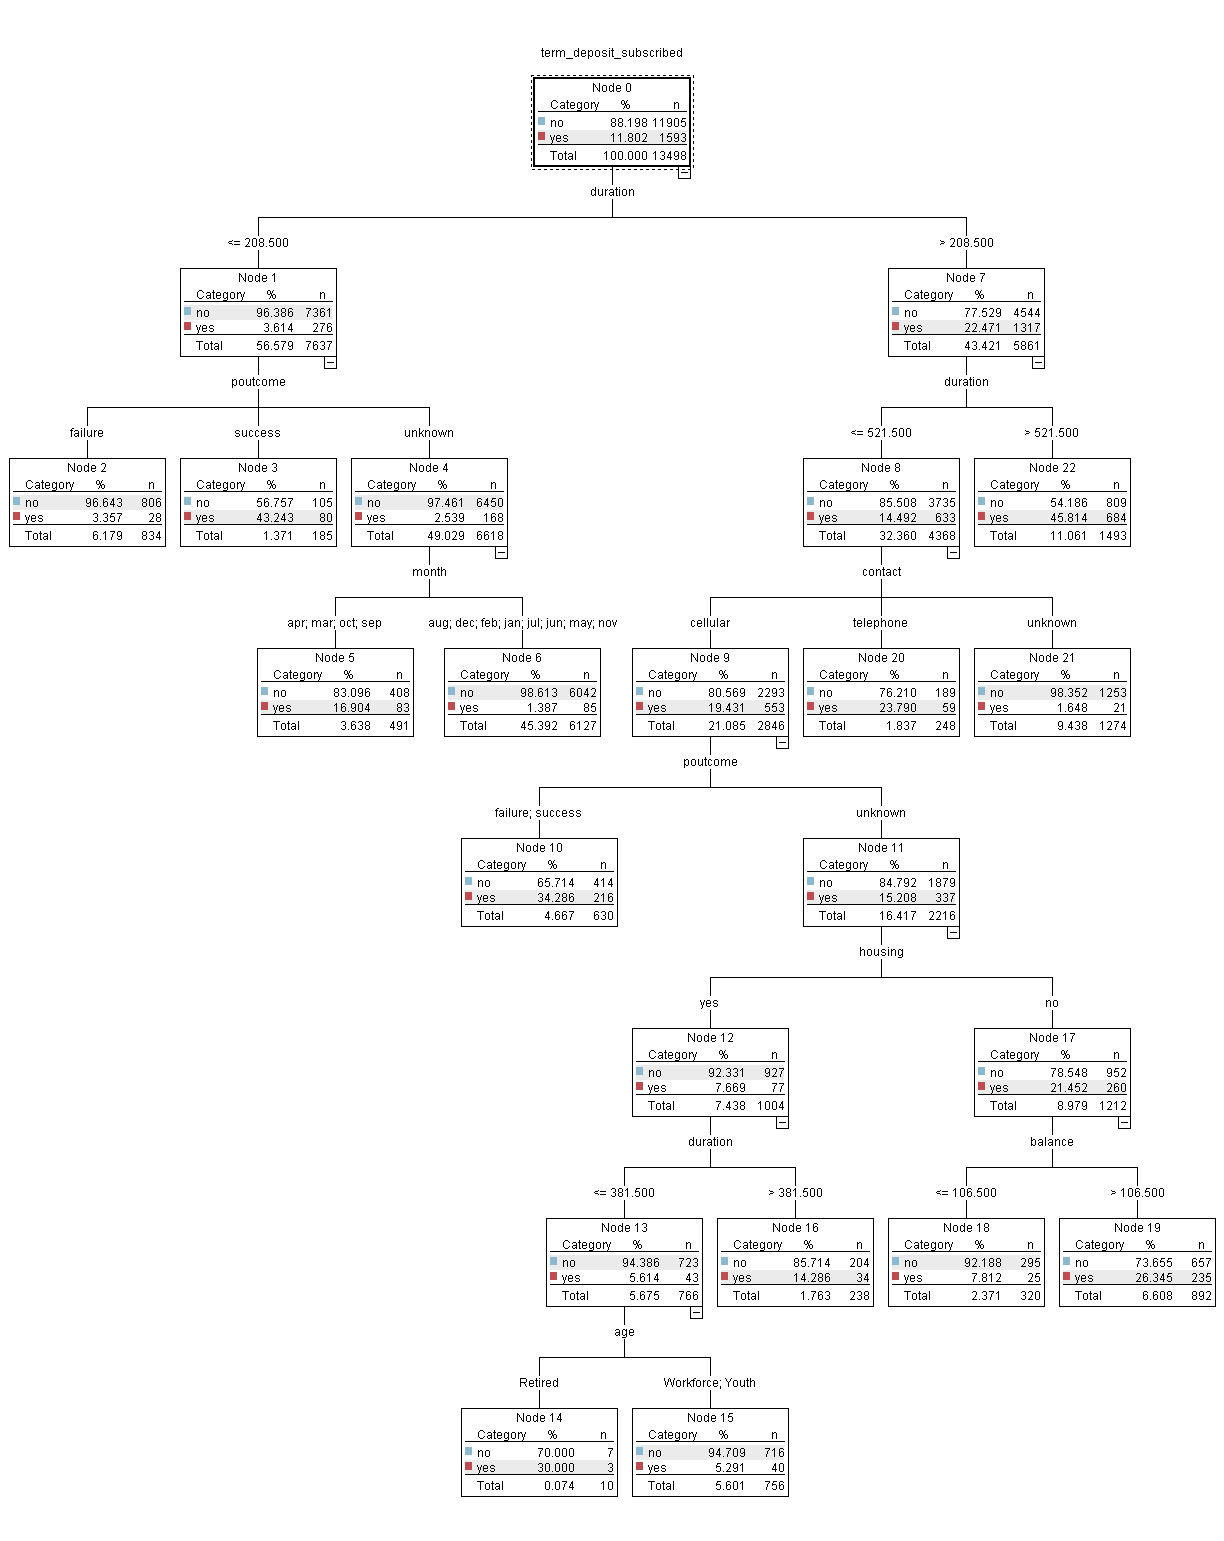 term_deposit_subscribed
Node 0
Category % n
no 88.198 11905
yes 11.802 1593
Total 100.000 13498
duration
<= 208.500
> 208.500
Node 1
Category % n
no 96.386 7361
yes 3.614 276
Total 56.579 7637
Node 7
Category % n
no 77.529 4544
yes 22.471 1317
Total 43.421 5861
poutcome
duration
failure
success
unknown
<= 521.500
> 521.500
Node 2
Category % n
no 96.643 806
yes 3.357 28
Total 6.179 834
Node 3
Category % n
no 56.757 105
yes 43.243 80
Total 1.371 185
Node 4
Category % n
no 97.461 6450
yes 2.539 168
Total 49.029 6618
Node 8
Category % n
no 85.508 3735
yes 14.492 633
Total 32.360 4368
Node 22
Category % n
no 54.186 809
yes 45.814 684
Total 11.061 1493
month
contact
apr; mar; oct; sep
aug; dec; feb; jan; jul; jun; may; nov
cellular
telephone
unknown
Node 5
Category % n
no 83.096 408
yes 16.904 83
Total 3.638 491
Node 6
Category % n
no 98.613 6042
yes 1.387 85
Total 45.392 6127
Node 9
Category % n
no 80.569 2293
yes 19.431 553
Total 21.085 2846
Node 20
Category % n
no 76.210 189
yes 23.790 59
Total 1.837 248
Node 21
Category % n
no 98.352 1253
yes 1.648 21
Total 9.438 1274
poutcome
failure; success
unknown
Node 10
Category % n
no 65.714 414
yes 34.286 216
Total 4.667 630
Node 11
Category % n
no 84.792 1879
yes 15.208 337
Total 16.417 2216
housing
yes
no
Node 12
Category % n
no 92.331 927
yes 7.669 77
Total 7.438 1004
Node 17
Category % n
no 78.548 952
yes 21.452 260
Total 8.979 1212
duration
balance
<= 381.500
> 381.500
<= 106.500
> 106.500
Node 13
Category % n
no 94.386 723
yes 5.614 43
Total 5.675 766
Node 16
Category % n
no 85.714 204
yes 14.286 34
Total 1.763 238
Node 18
Category % n
no 92.188 295
yes 7.812 25
Total 2.371 320
Node 19
Category % n
no 73.655 657
yes 26.345 235
Total 6.608 892
age
Retired
Workforce; Youth
Node 14
Category % n
no 70.000 7
yes 30.000 3
Total 0.074 10
Node 15
Category % n
no 94.709 716
yes 5.291 40
Total 5.601 756